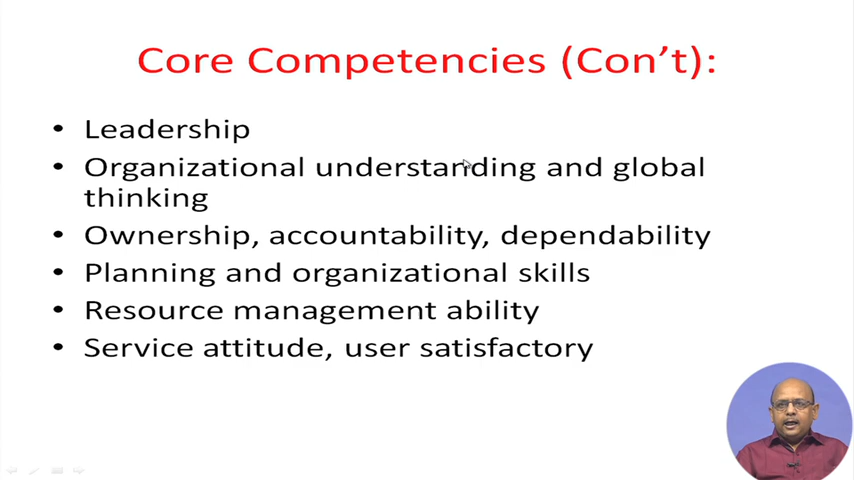 Core Competencies (Con't):
• Leadership
• Organizational understanding and global
thinking
• Ownership, accountability, dependability
• Planning and organizational skills
• Resource management ability
• Service attitude, user satisfactory